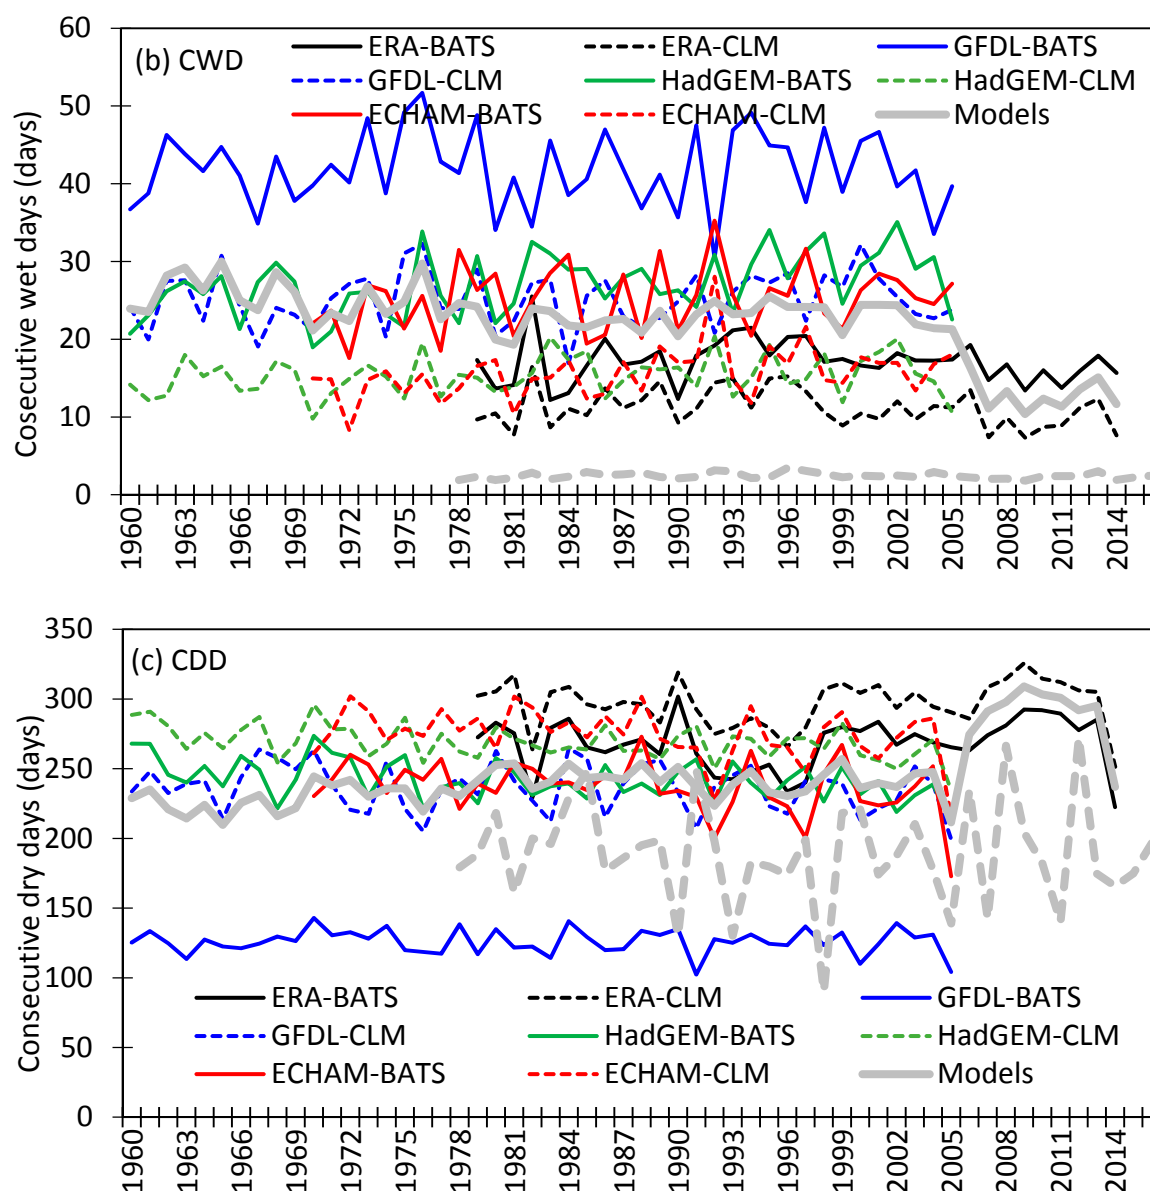 60
50
40
30
20
10
0
Cosecutive wet days (days)
(b) CWD
ERA-BATS ERA-CLM GFDL-BATS
GFDL-CLM HadGEM-BATS HadGEM-CLM
ECHAM-BATS ECHAM-CLM Models
1960 1963 1966 1969 1972 1975 1978 1981 1984 1987 1990 1993 1996 1999 2002 2005 2008 2011 2014
350
300
250
200
150
100
50
0
Consecutive dry days (days)
(c) CDD
ERA-BATS ERA-CLM GFDL-BATS
GFDL-CLM HadGEM-BATS HadGEM-CLM
ECHAM-BATS ECHAM-CLM Models
1960 1963 1966 1969 1972 1975 1978 1981 1984 1987 1990 1993 1996 1999 2002 2005 2008 2011 2014